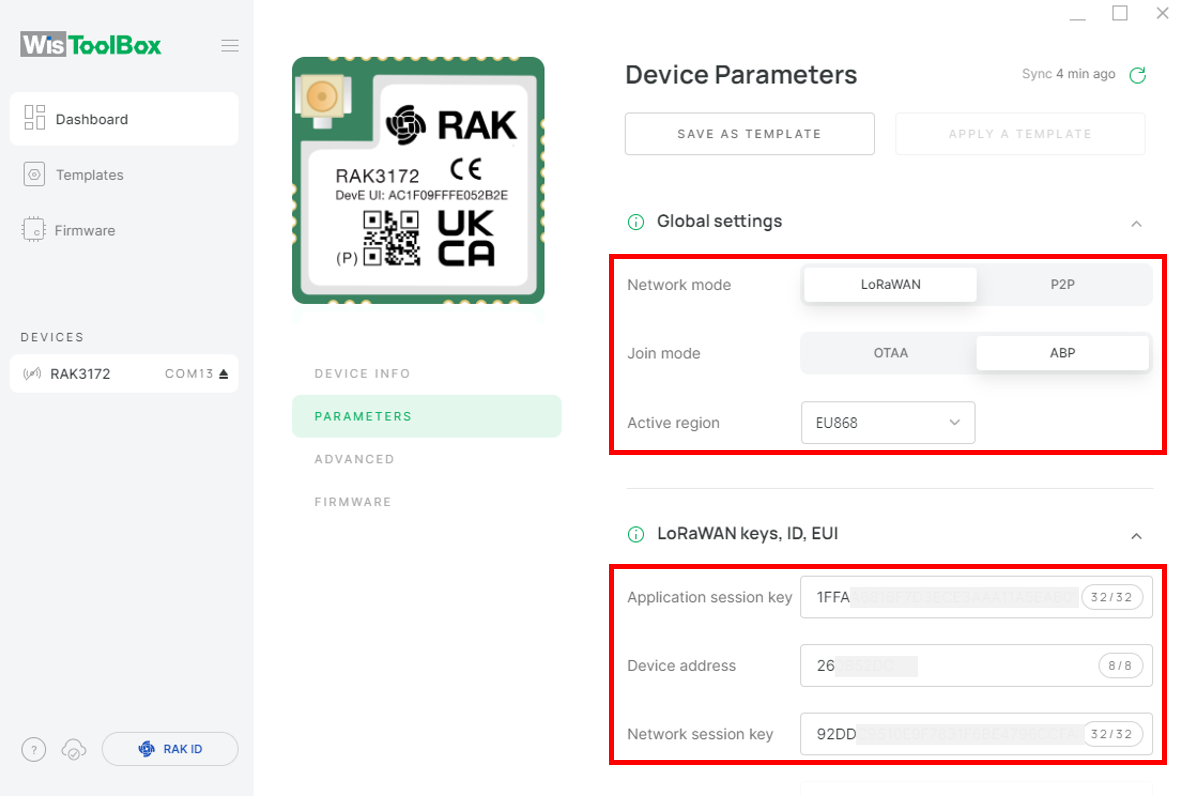 WisToolBox
Dashboard
Templates
Firmware
DEVICES
RAK3172 COM13
? RAK ID
RAK
RAK3172 CE
DevE UI: AC1F09FFFE052B2E
UK
CA
(P)
DEVICE INFO
PARAMETERS
ADVANCED
FIRMWARE
Device Parameters Sync 4 min ago
SAVE AS TEMPLATE APPLY A TEMPLATE
Global settings
Network mode LoRaWAN P2P
Join mode OTAA ABP
Active region EU868
LoRaWAN keys, ID, EUI
Application session key 1FFA 32/32
Device address 26 8/8
Network session key 92DD 32/32